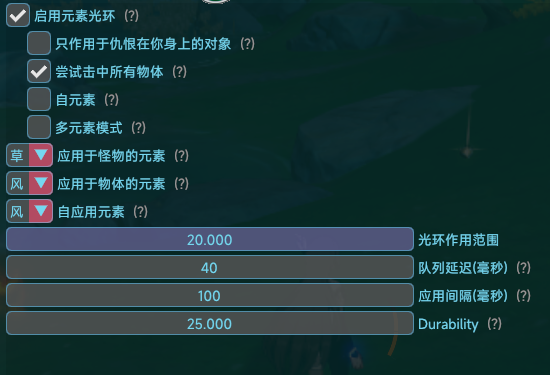 启用元素光环 (?)
只作用于仇恨在你身上的对象 (?)
尝试击中所有物体 (?)
自元素 (?)
多元素模式 (?)
草 ▼ 应用于怪物的元素 (?)
风 ▼ 应用于物体的元素 (?)
风 ▼ 自应用元素 (?)
20.000 光环作用范围
40 队列延迟(毫秒) (?)
100 应用间隔(毫秒) (?)
25.000 Durability (?)